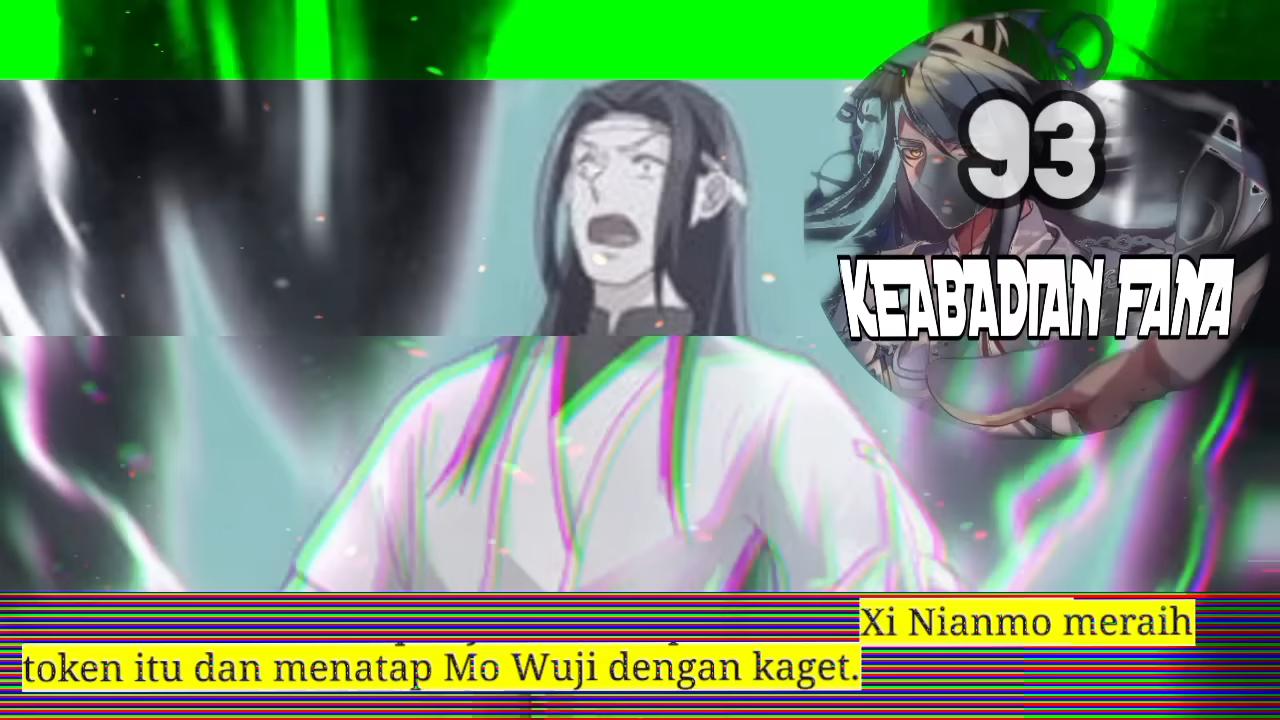 93
KEABADIAN FANA
Xi Nianmo meraih
token itu dan menatap Mo Wuji dengan kaget.